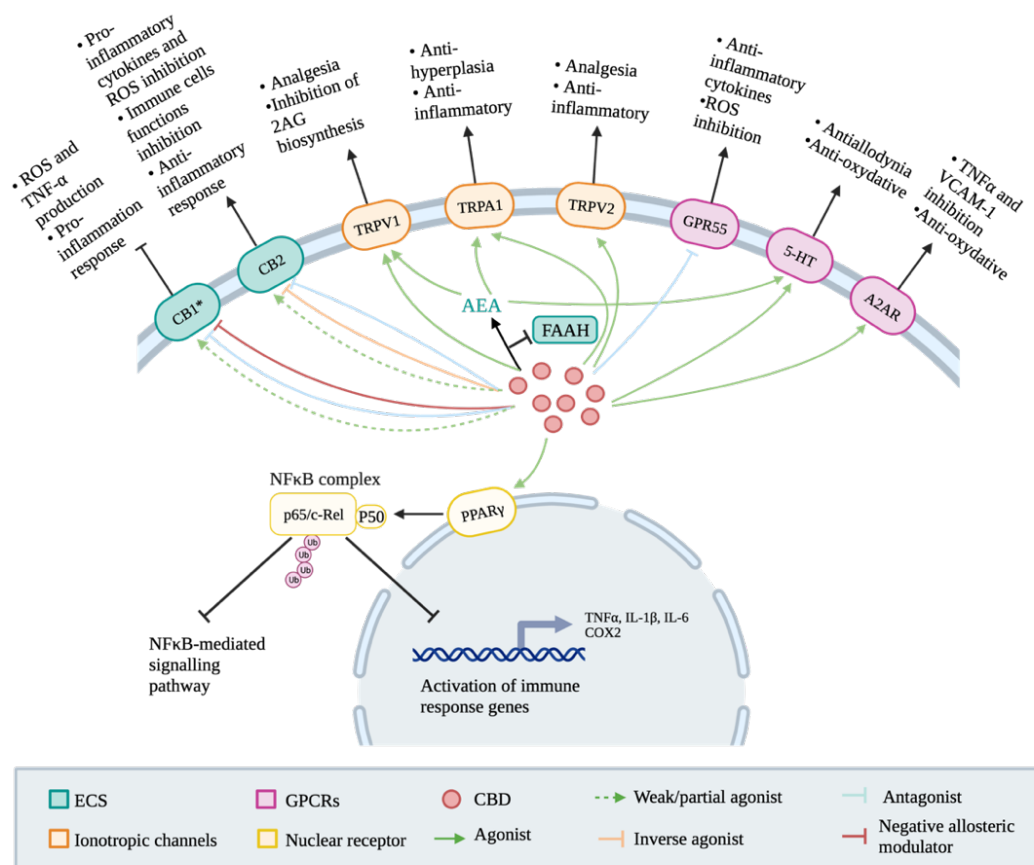 • Pro-
inflammatory
cytokines and
ROS inhibition
• Immune cells
functions
inhibition
• Anti-
inflammatory
response
• ROS and
TNF-α
production
• Pro-
inflammation
response
• Analgesia
•Inhibition of
2AG
biosynthesis
• Anti-
hyperplasia
• Anti-
inflammatory
• Analgesia
• Anti-
inflammatory
• Anti-
inflammatory
cytokines
•ROS
inhibition
• Antiallodynia
•Anti-oxydative
• TNFα and
VCAM-1
inhibition
•Anti-oxydative
CB1*
CB2
TRPV1
TRPA1
TRPV2
GPR55
5-HT
A2AR
AEA
FAAH
NFκB complex
p65/c-Rel
P50
PPARγ
Ub
Ub
Ub
Ub
NFκB-mediated
signalling
pathway
TNFα, IL-1β, IL-6
COX2
Activation of immune
response genes
ECS
GPCRs
CBD
Weak/partial agonist
Antagonist
Ionotropic channels
Nuclear receptor
Agonist
Inverse agonist
Negative allosteric
modulator